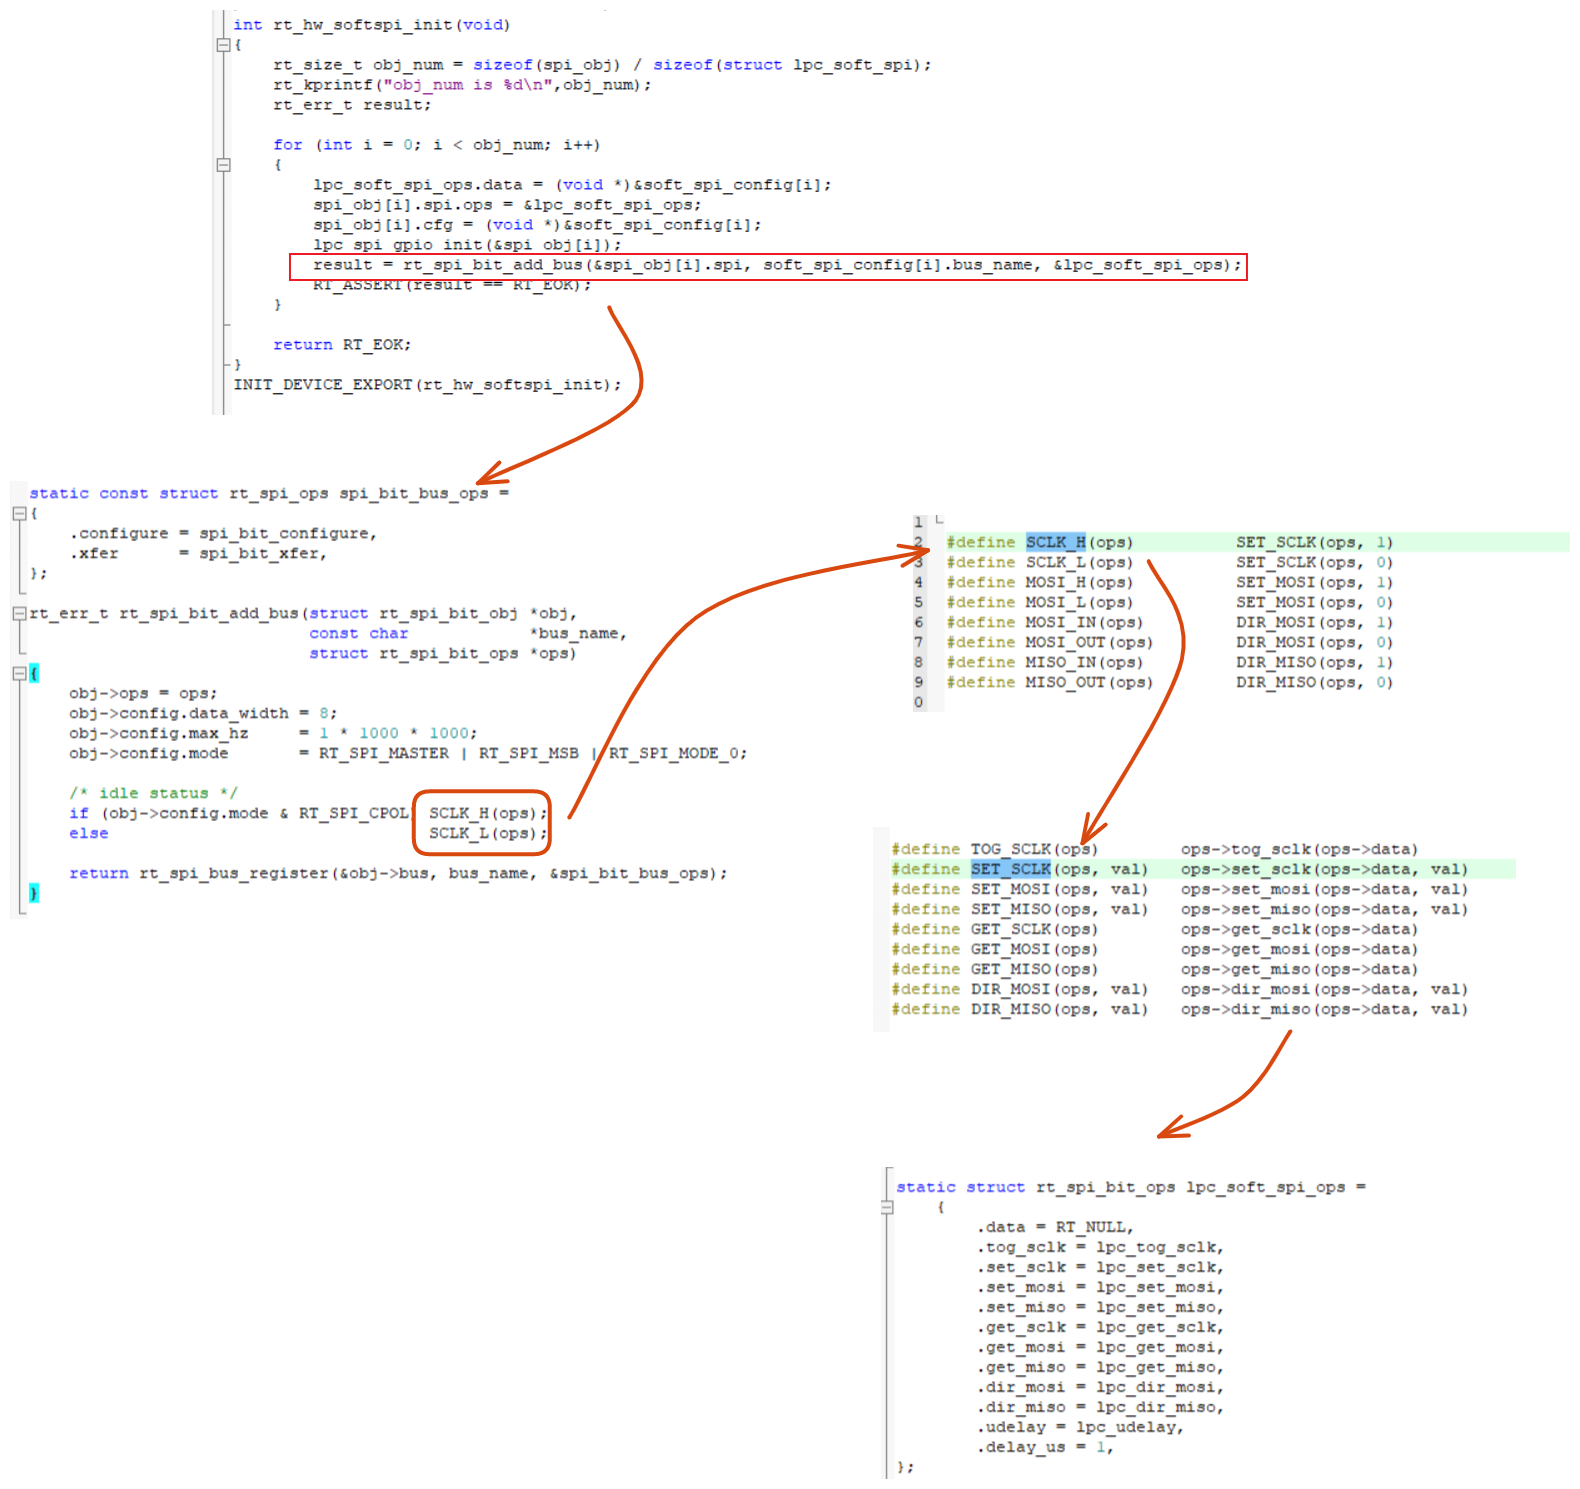 int rt_hw_softspi_init(void)
{
rt_size_t obj_num = sizeof(spi_obj) / sizeof(struct lpc_soft_spi);
rt_kprintf("obj_num is %d\n",obj_num);
rt_err_t result;
for (int i = 0; i < obj_num; i++)
{
lpc_soft_spi_ops.data = (void *)&soft_spi_config[i];
spi_obj[i].spi.ops = &lpc_soft_spi_ops;
spi_obj[i].cfg = (void *)&soft_spi_config[i];
lpc_spi_gpio_init(&spi_obj[i]);
result = rt_spi_bit_add_bus(&spi_obj[i].spi, soft_spi_config[i].bus_name, &lpc_soft_spi_ops);
RT_ASSERT(result == RT_EOK);
}
return RT_EOK;
}
INIT_DEVICE_EXPORT(rt_hw_softspi_init);
static const struct rt_spi_ops spi_bit_bus_ops =
{
.configure = spi_bit_configure,
.xfer      = spi_bit_xfer,
};
rt_err_t rt_spi_bit_add_bus(struct rt_spi_bit_obj *obj,
const char            *bus_name,
struct rt_spi_bit_ops *ops)
{
obj->ops = ops;
obj->config.data_width = 8;
obj->config.max_hz     = 1 * 1000 * 1000;
obj->config.mode       = RT_SPI_MASTER | RT_SPI_MSB | RT_SPI_MODE_0;
/* idle status */
if (obj->config.mode & RT_SPI_CPOL) SCLK_H(ops);
else                                SCLK_L(ops);
return rt_spi_bus_register(&obj->bus, bus_name, &spi_bit_bus_ops);
}
1
2 #define SCLK_H(ops)          SET_SCLK(ops, 1)
3 #define SCLK_L(ops)          SET_SCLK(ops, 0)
4 #define MOSI_H(ops)          SET_MOSI(ops, 1)
5 #define MOSI_L(ops)          SET_MOSI(ops, 0)
6 #define MOSI_IN(ops)         DIR_MOSI(ops, 1)
7 #define MOSI_OUT(ops)        DIR_MOSI(ops, 0)
8 #define MISO_IN(ops)         DIR_MISO(ops, 1)
9 #define MISO_OUT(ops)        DIR_MISO(ops, 0)
0
#define TOG_SCLK(ops)        ops->tog_sclk(ops->data)
#define SET_SCLK(ops, val)   ops->set_sclk(ops->data, val)
#define SET_MOSI(ops, val)   ops->set_mosi(ops->data, val)
#define SET_MISO(ops, val)   ops->set_miso(ops->data, val)
#define GET_SCLK(ops)        ops->get_sclk(ops->data)
#define GET_MOSI(ops)        ops->get_mosi(ops->data)
#define GET_MISO(ops)        ops->get_miso(ops->data)
#define DIR_MOSI(ops, val)   ops->dir_mosi(ops->data, val)
#define DIR_MISO(ops, val)   ops->dir_miso(ops->data, val)
static struct rt_spi_bit_ops lpc_soft_spi_ops =
{
.data = RT_NULL,
.tog_sclk = lpc_tog_sclk,
.set_sclk = lpc_set_sclk,
.set_mosi = lpc_set_mosi,
.set_miso = lpc_set_miso,
.get_sclk = lpc_get_sclk,
.get_mosi = lpc_get_mosi,
.get_miso = lpc_get_miso,
.dir_mosi = lpc_dir_mosi,
.dir_miso = lpc_dir_miso,
.udelay = lpc_udelay,
.delay_us = 1,
};